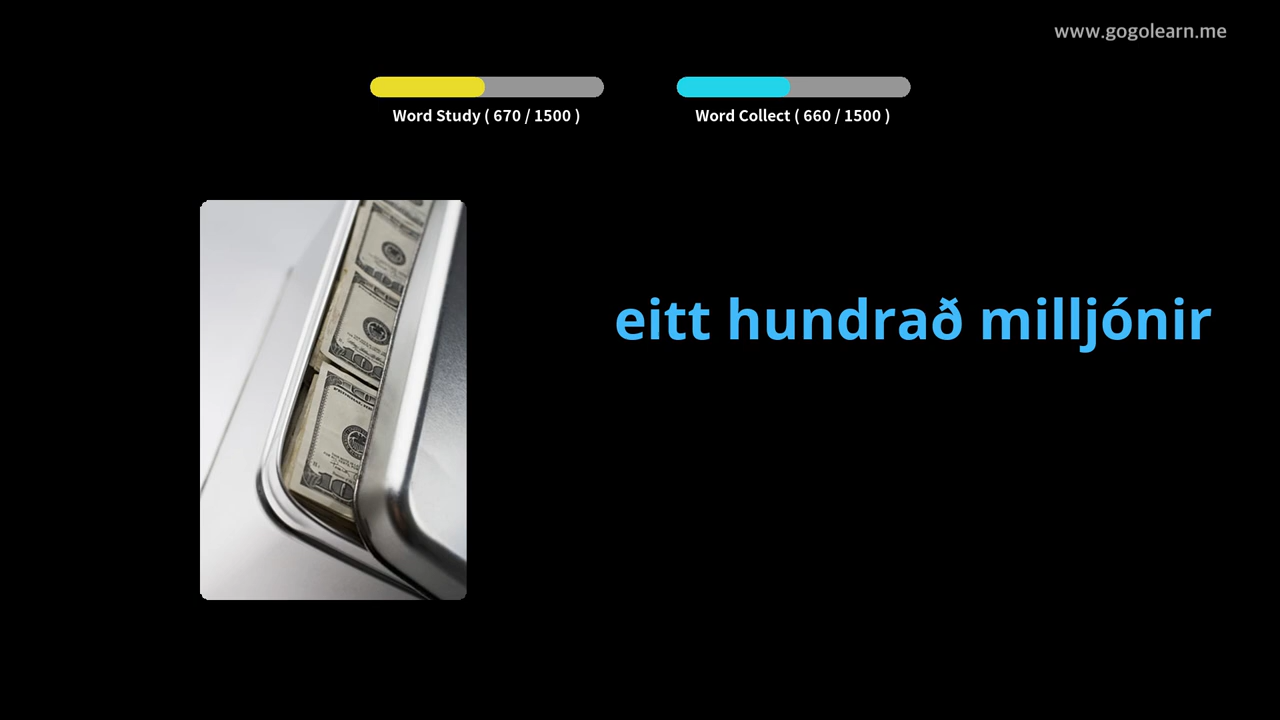 www.gogolearn.me
Word Study ( 670 / 1500 )
Word Collect ( 660 / 1500 )
eitt hundrað milljónir